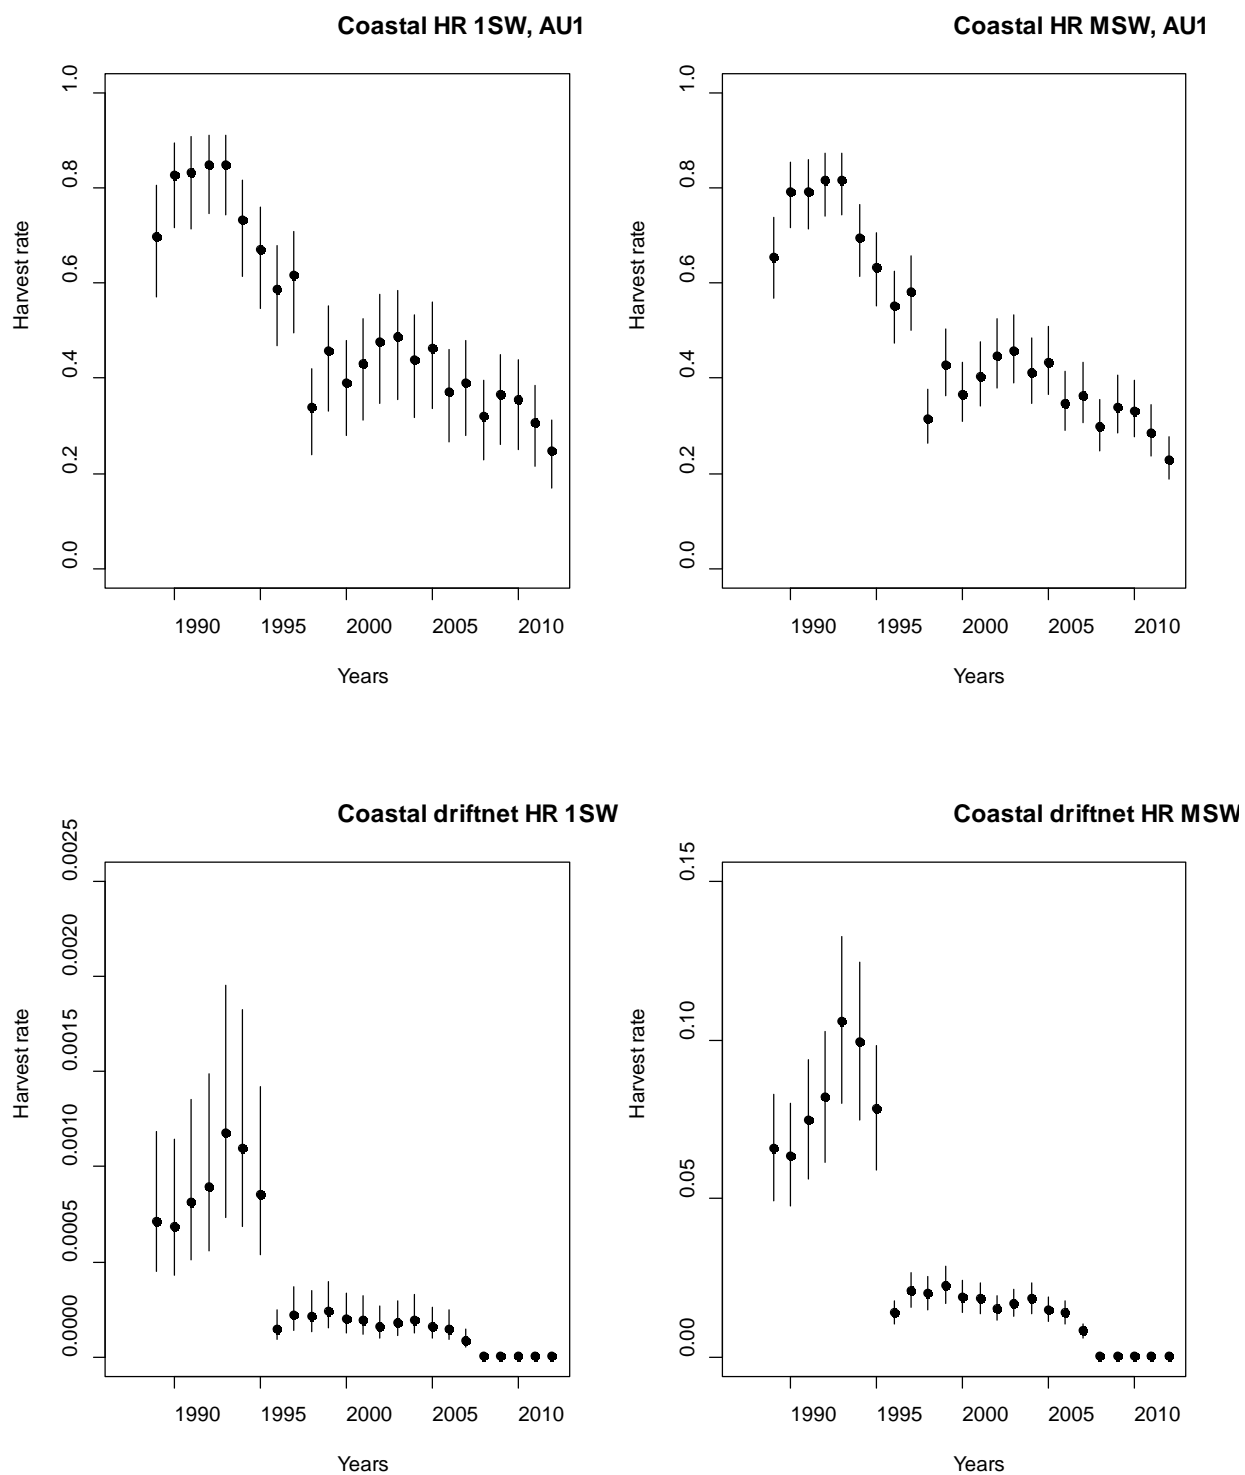 Coastal HR 1SW, AU1
Harvest rate
1.0
0.8
0.6
0.4
0.2
0.0
1990 1995 2000 2005 2010
Years
Coastal HR MSW, AU1
Harvest rate
1.0
0.8
0.6
0.4
0.2
0.0
1990 1995 2000 2005 2010
Years
Coastal driftnet HR 1SW
Harvest rate
0.0025
0.0020
0.0015
0.0010
0.0005
0.0000
1990 1995 2000 2005 2010
Years
Coastal driftnet HR MSW
Harvest rate
0.15
0.10
0.05
0.00
1990 1995 2000 2005 2010
Years